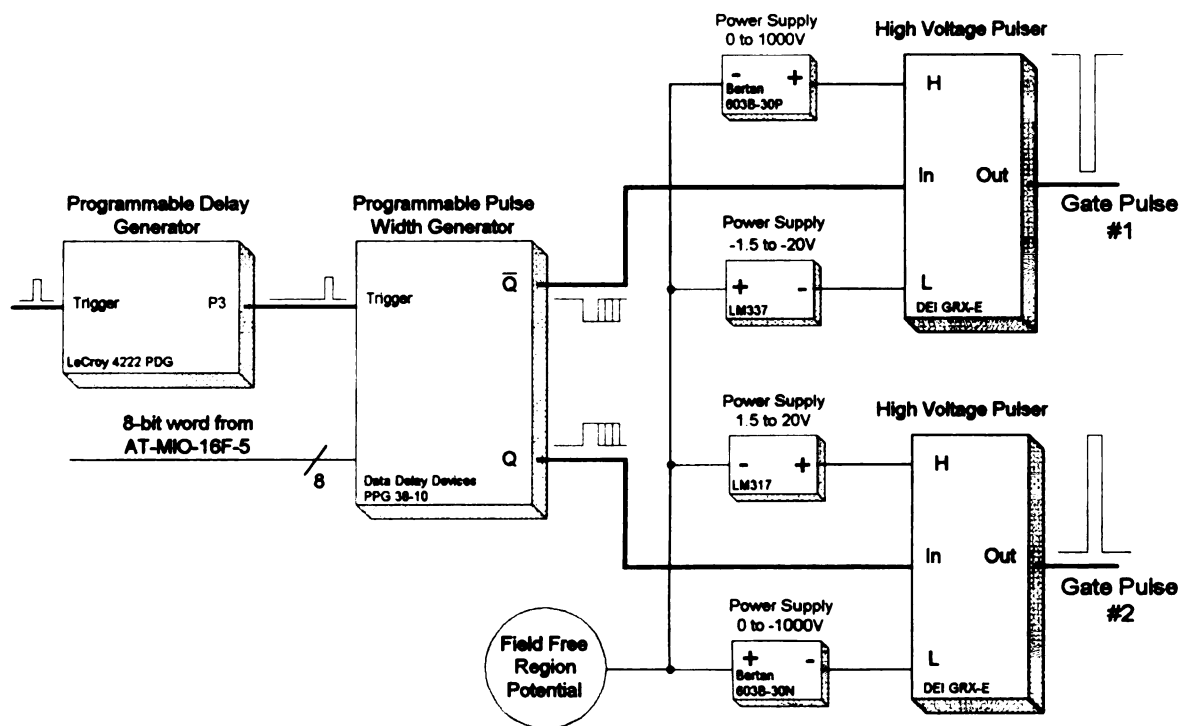 Power Supply
0 to 1000V
High Voltage Pulser
- +
Bertan
603B-30P
H
In
Out
L
DEI GRX-E
Gate Pulse
#1
Power Supply
-1.5 to -20V
+ -
LM337
Programmable Delay
Generator
Trigger
P3
LeCroy 4222 PDG
Programmable Pulse
Width Generator
Trigger
Q̅
Q
Data Delay Devices
PPG 38-10
8-bit word from
AT-MIO-16F-5
8
Power Supply
1.5 to 20V
- +
LM317
High Voltage Pulser
H
In
Out
L
DEI GRX-E
Gate Pulse
#2
Power Supply
0 to -1000V
+ -
Bertan
603B-30N
Field Free
Region
Potential